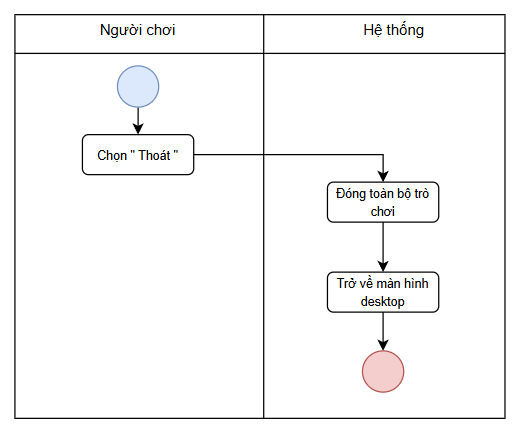 Người chơi
Hệ thống
Chọn " Thoát "
Đóng toàn bộ trò
chơi
Trở về màn hình
desktop